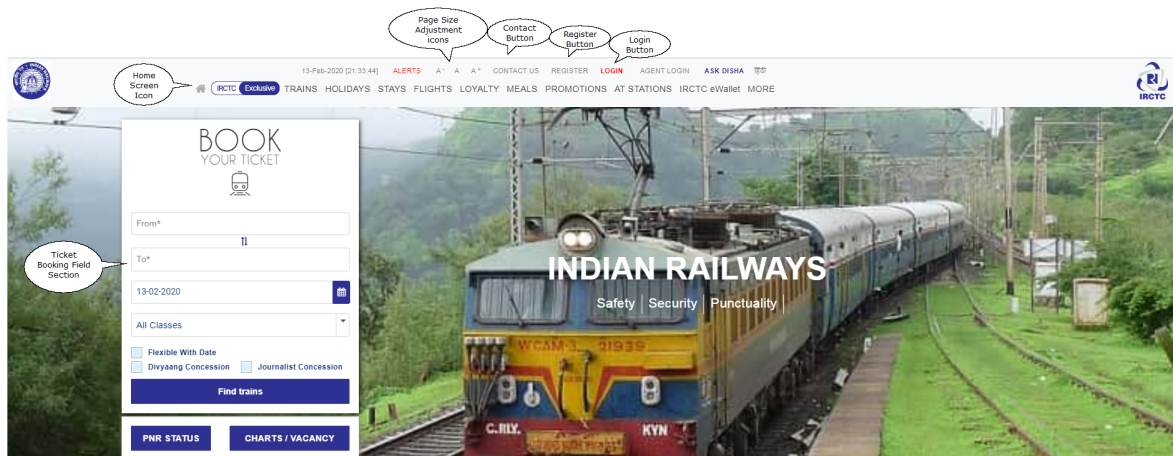 Page Size
Adjustment
icons
Contact
Button
Register
Button
Login
Button
13-Feb-2020 [21:33:44] ALERTS A⁻ A A⁺ CONTACT US REGISTER LOGIN AGENT LOGIN ASK DISHA हिंदी
Home
Screen
Icon
IRCTC Exclusive TRAINS HOLIDAYS STAYS FLIGHTS LOYALTY MEALS PROMOTIONS AT STATIONS IRCTC eWallet MORE
IRCTC
BOOK
YOUR TICKET
From*
Ticket
Booking Field
Section
To*
13-02-2020
All Classes
Flexible With Date
Divyaang Concession Journalist Concession
Find trains
PNR STATUS CHARTS / VACANCY
INDIAN RAILWAYS
Safety Security Punctuality
WCAM-3 21939
C.RLY. KYN